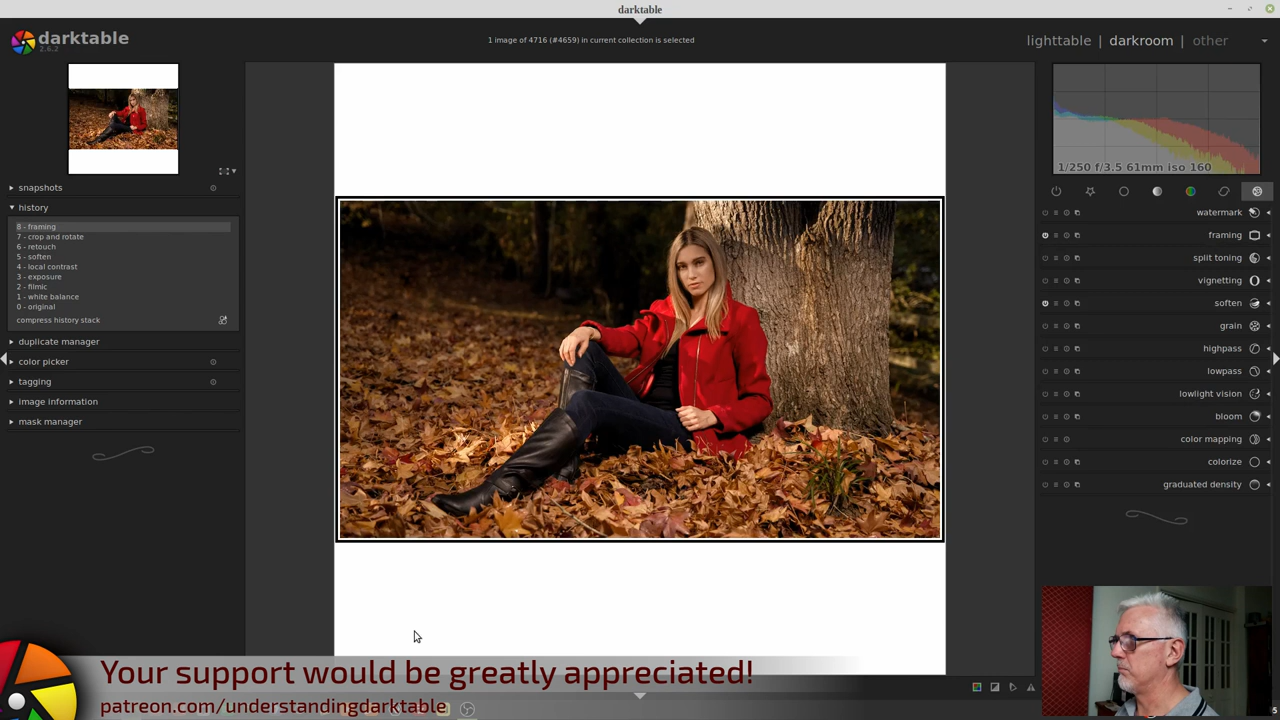 darktable
darktable
2.6.2
1 image of 4716 (#4659) in current collection is selected
lighttable | darkroom | other
1/250 f/3.5 61mm iso 160
snapshots
history
8 - framing
7 - crop and rotate
6 - retouch
5 - soften
4 - local contrast
3 - exposure
2 - filmic
1 - white balance
0 - original
compress history stack
duplicate manager
color picker
tagging
image information
mask manager
watermark
framing
split toning
vignetting
soften
grain
highpass
lowpass
lowlight vision
bloom
color mapping
colorize
graduated density
Your support would be greatly appreciated!
patreon.com/understandingdarktable
5